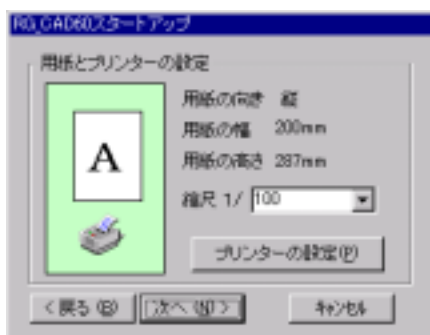 RG_CAD60スタートアップ
用紙とプリンターの設定
A
用紙の向き 縦
用紙の幅 200mm
用紙の高さ 287mm
縮尺 1/ 100
プリンターの設定(P)
<戻る(B)
次へ(N)>
キャンセル